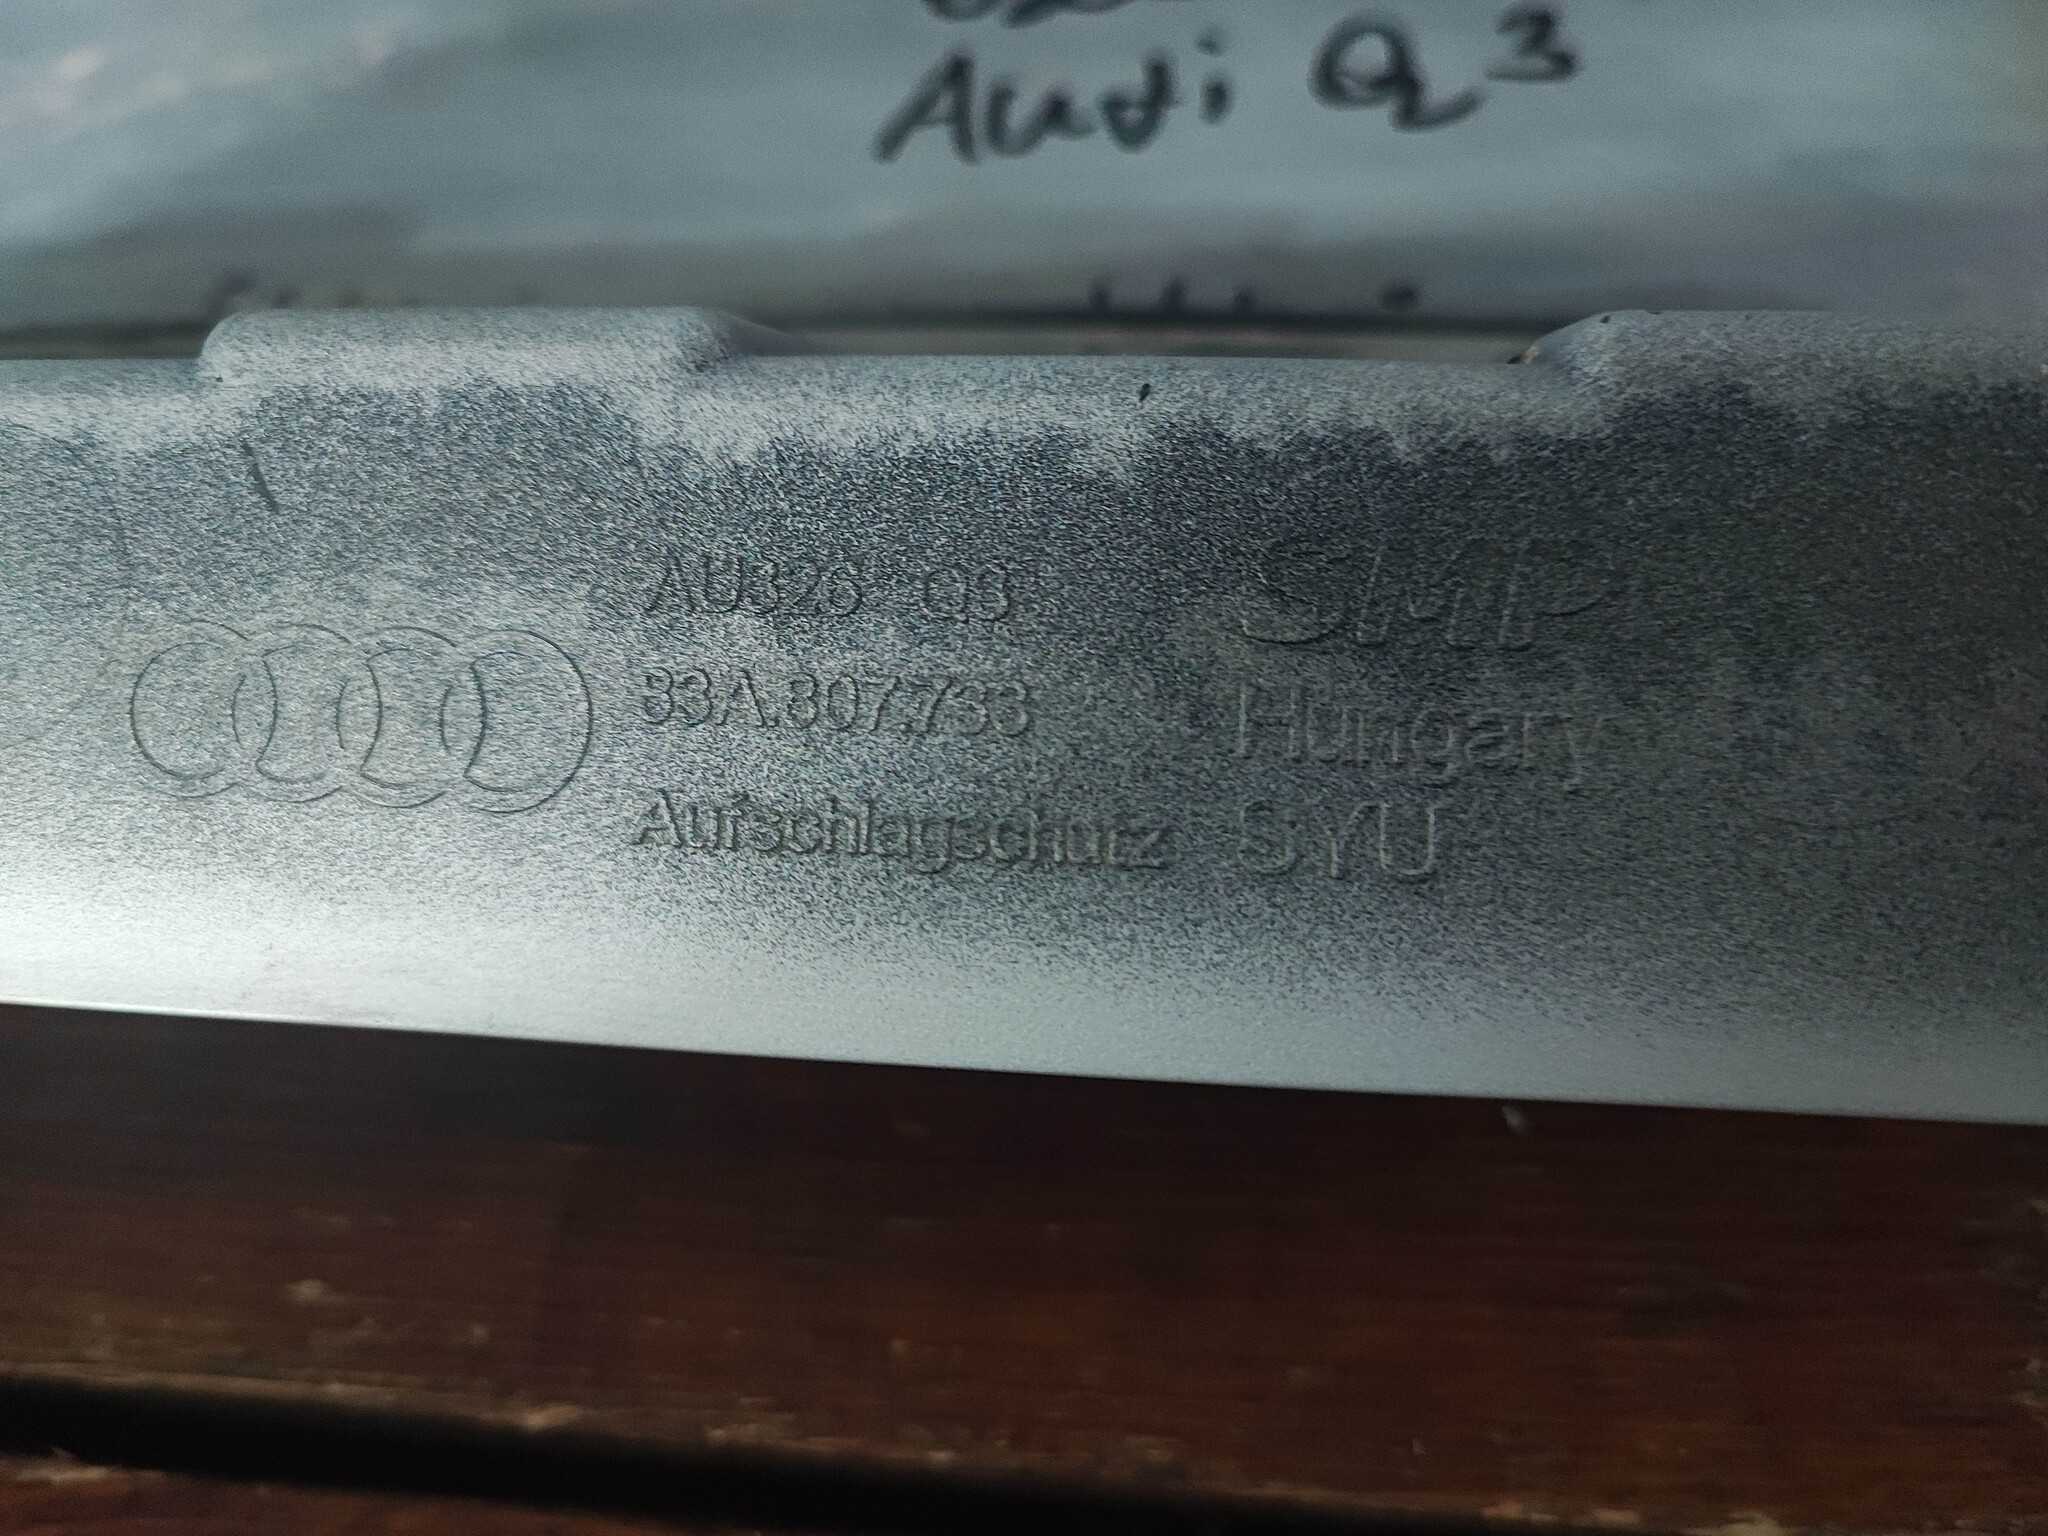 Audi Q3
AU326 Q3
83A.807.733
Aufschlagschutz
SMP
Hungary
SYU